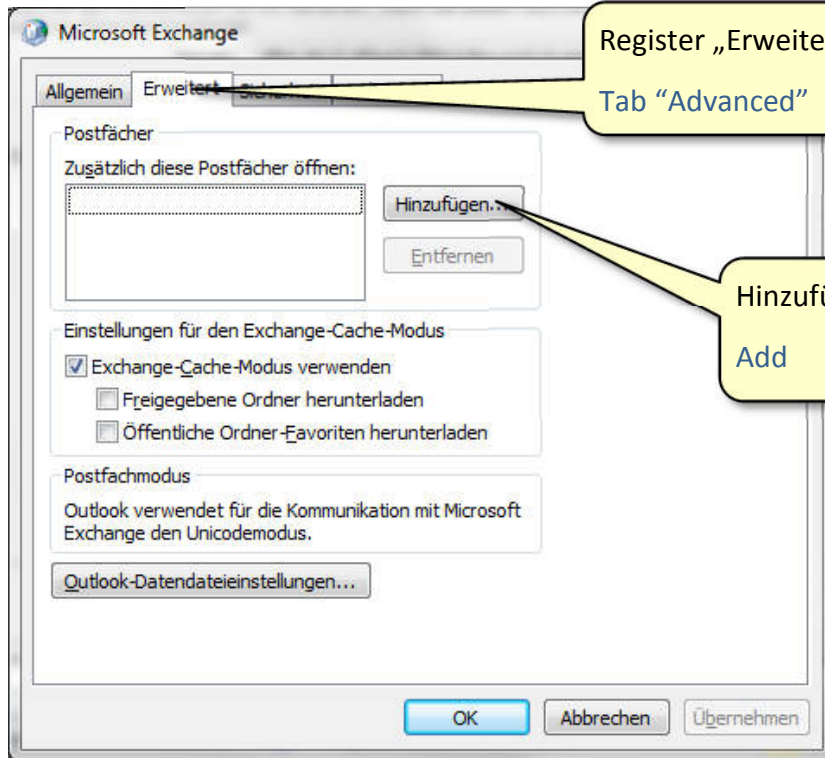 Microsoft Exchange
Register „Erweite
Tab “Advanced”
Allgemein
Erweitert
Postfächer
Zusätzlich diese Postfächer öffnen:
Hinzufügen...
Entfernen
Hinzufü
Add
Einstellungen für den Exchange-Cache-Modus
Exchange-Cache-Modus verwenden
Freigegebene Ordner herunterladen
Öffentliche Ordner-Favoriten herunterladen
Postfachmodus
Outlook verwendet für die Kommunikation mit Microsoft
Exchange den Unicodemodus.
Outlook-Datendateieinstellungen...
OK
Abbrechen
Übernehmen